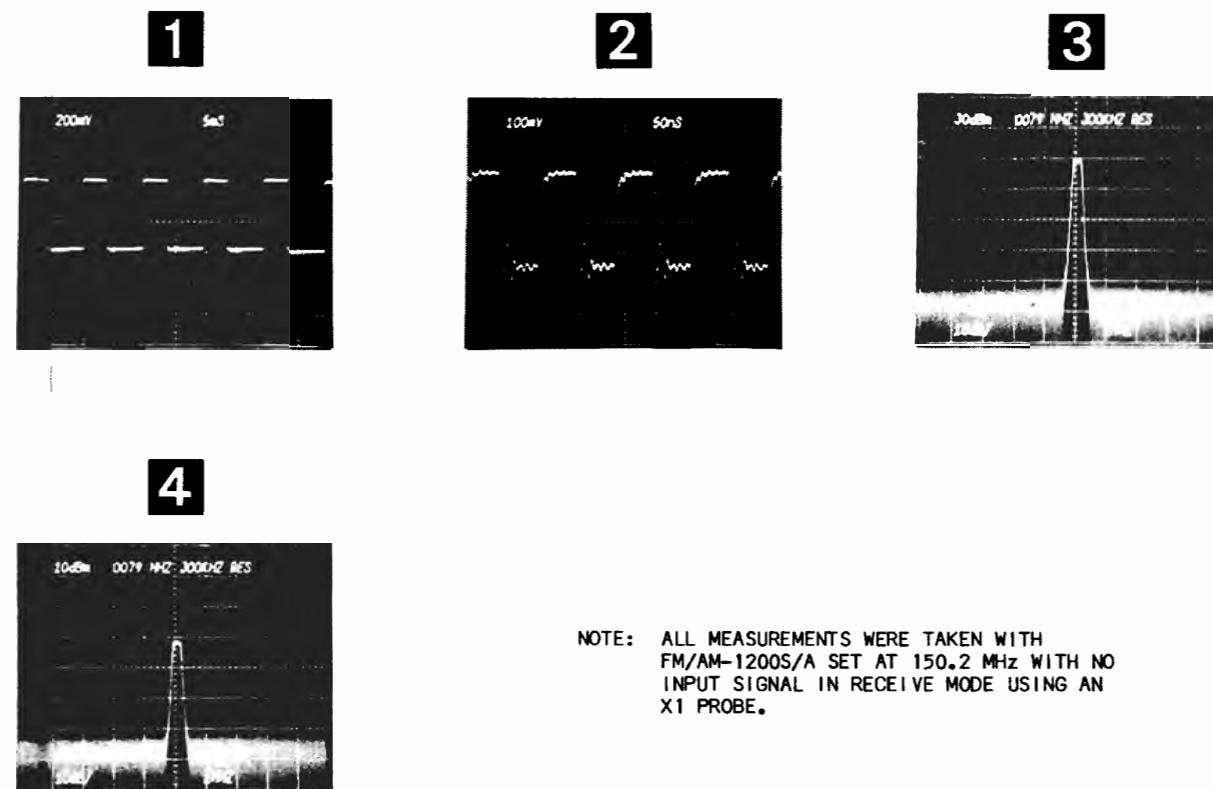 1
2
3
200mV 5mS
100mV 50nS
30dBm 0079 MHZ 300KHZ RES
4
10dBm 0079 MHZ 300KHZ RES
10dB/
NOTE: ALL MEASUREMENTS WERE TAKEN WITH
FM/AM-1200S/A SET AT 150.2 MHz WITH NO
INPUT SIGNAL IN RECEIVE MODE USING AN
X1 PROBE.